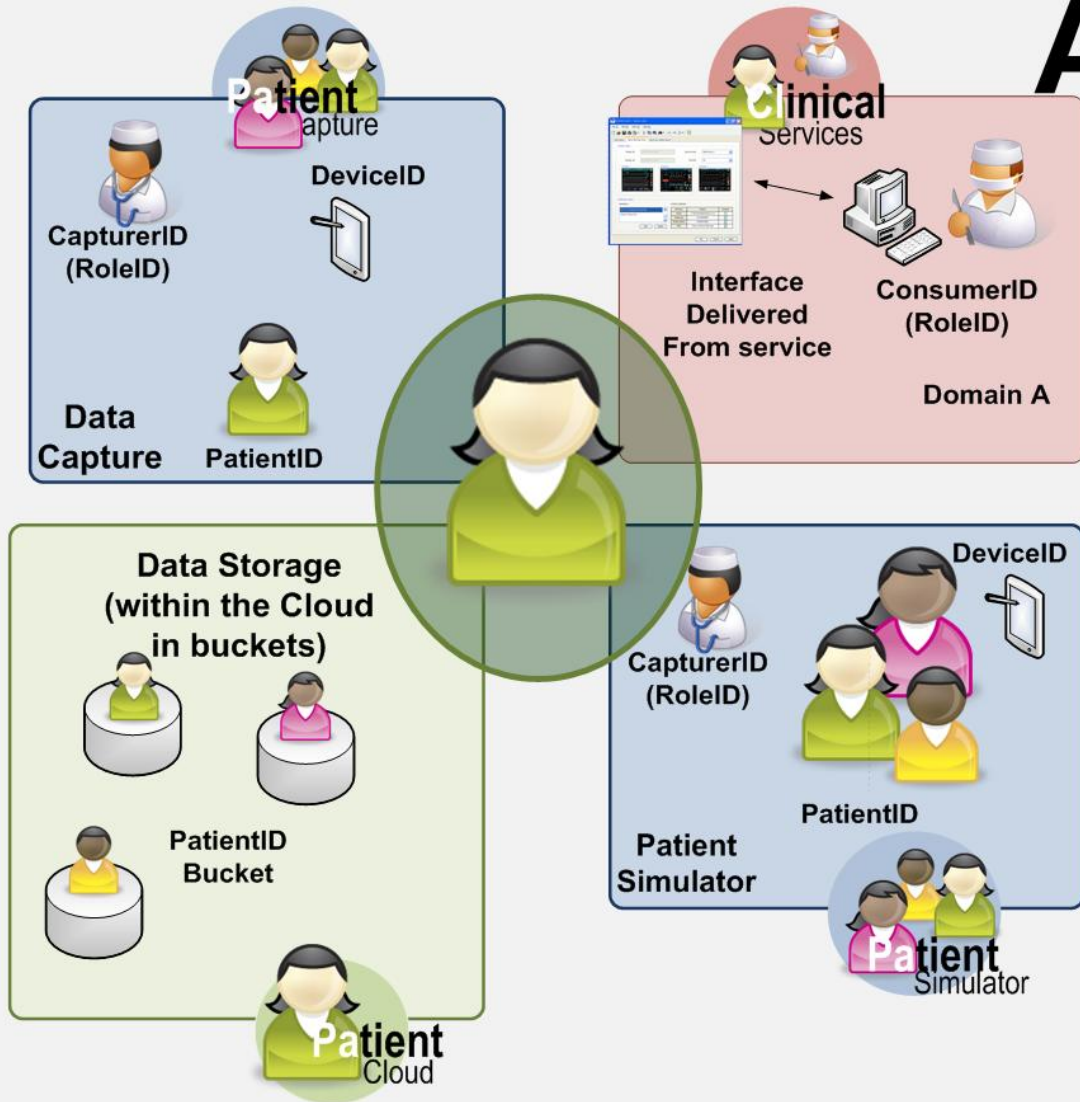 A
Patient
Capture
CapturerID
(RoleID)
DeviceID
PatientID
Data
Capture
Clinical
Services
Interface
Delivered
From service
ConsumerID
(RoleID)
Domain A
Data Storage
(within the Cloud
in buckets)
PatientID
Bucket
Patient
Cloud
CapturerID
(RoleID)
DeviceID
PatientID
Patient
Simulator
Patient
Simulator